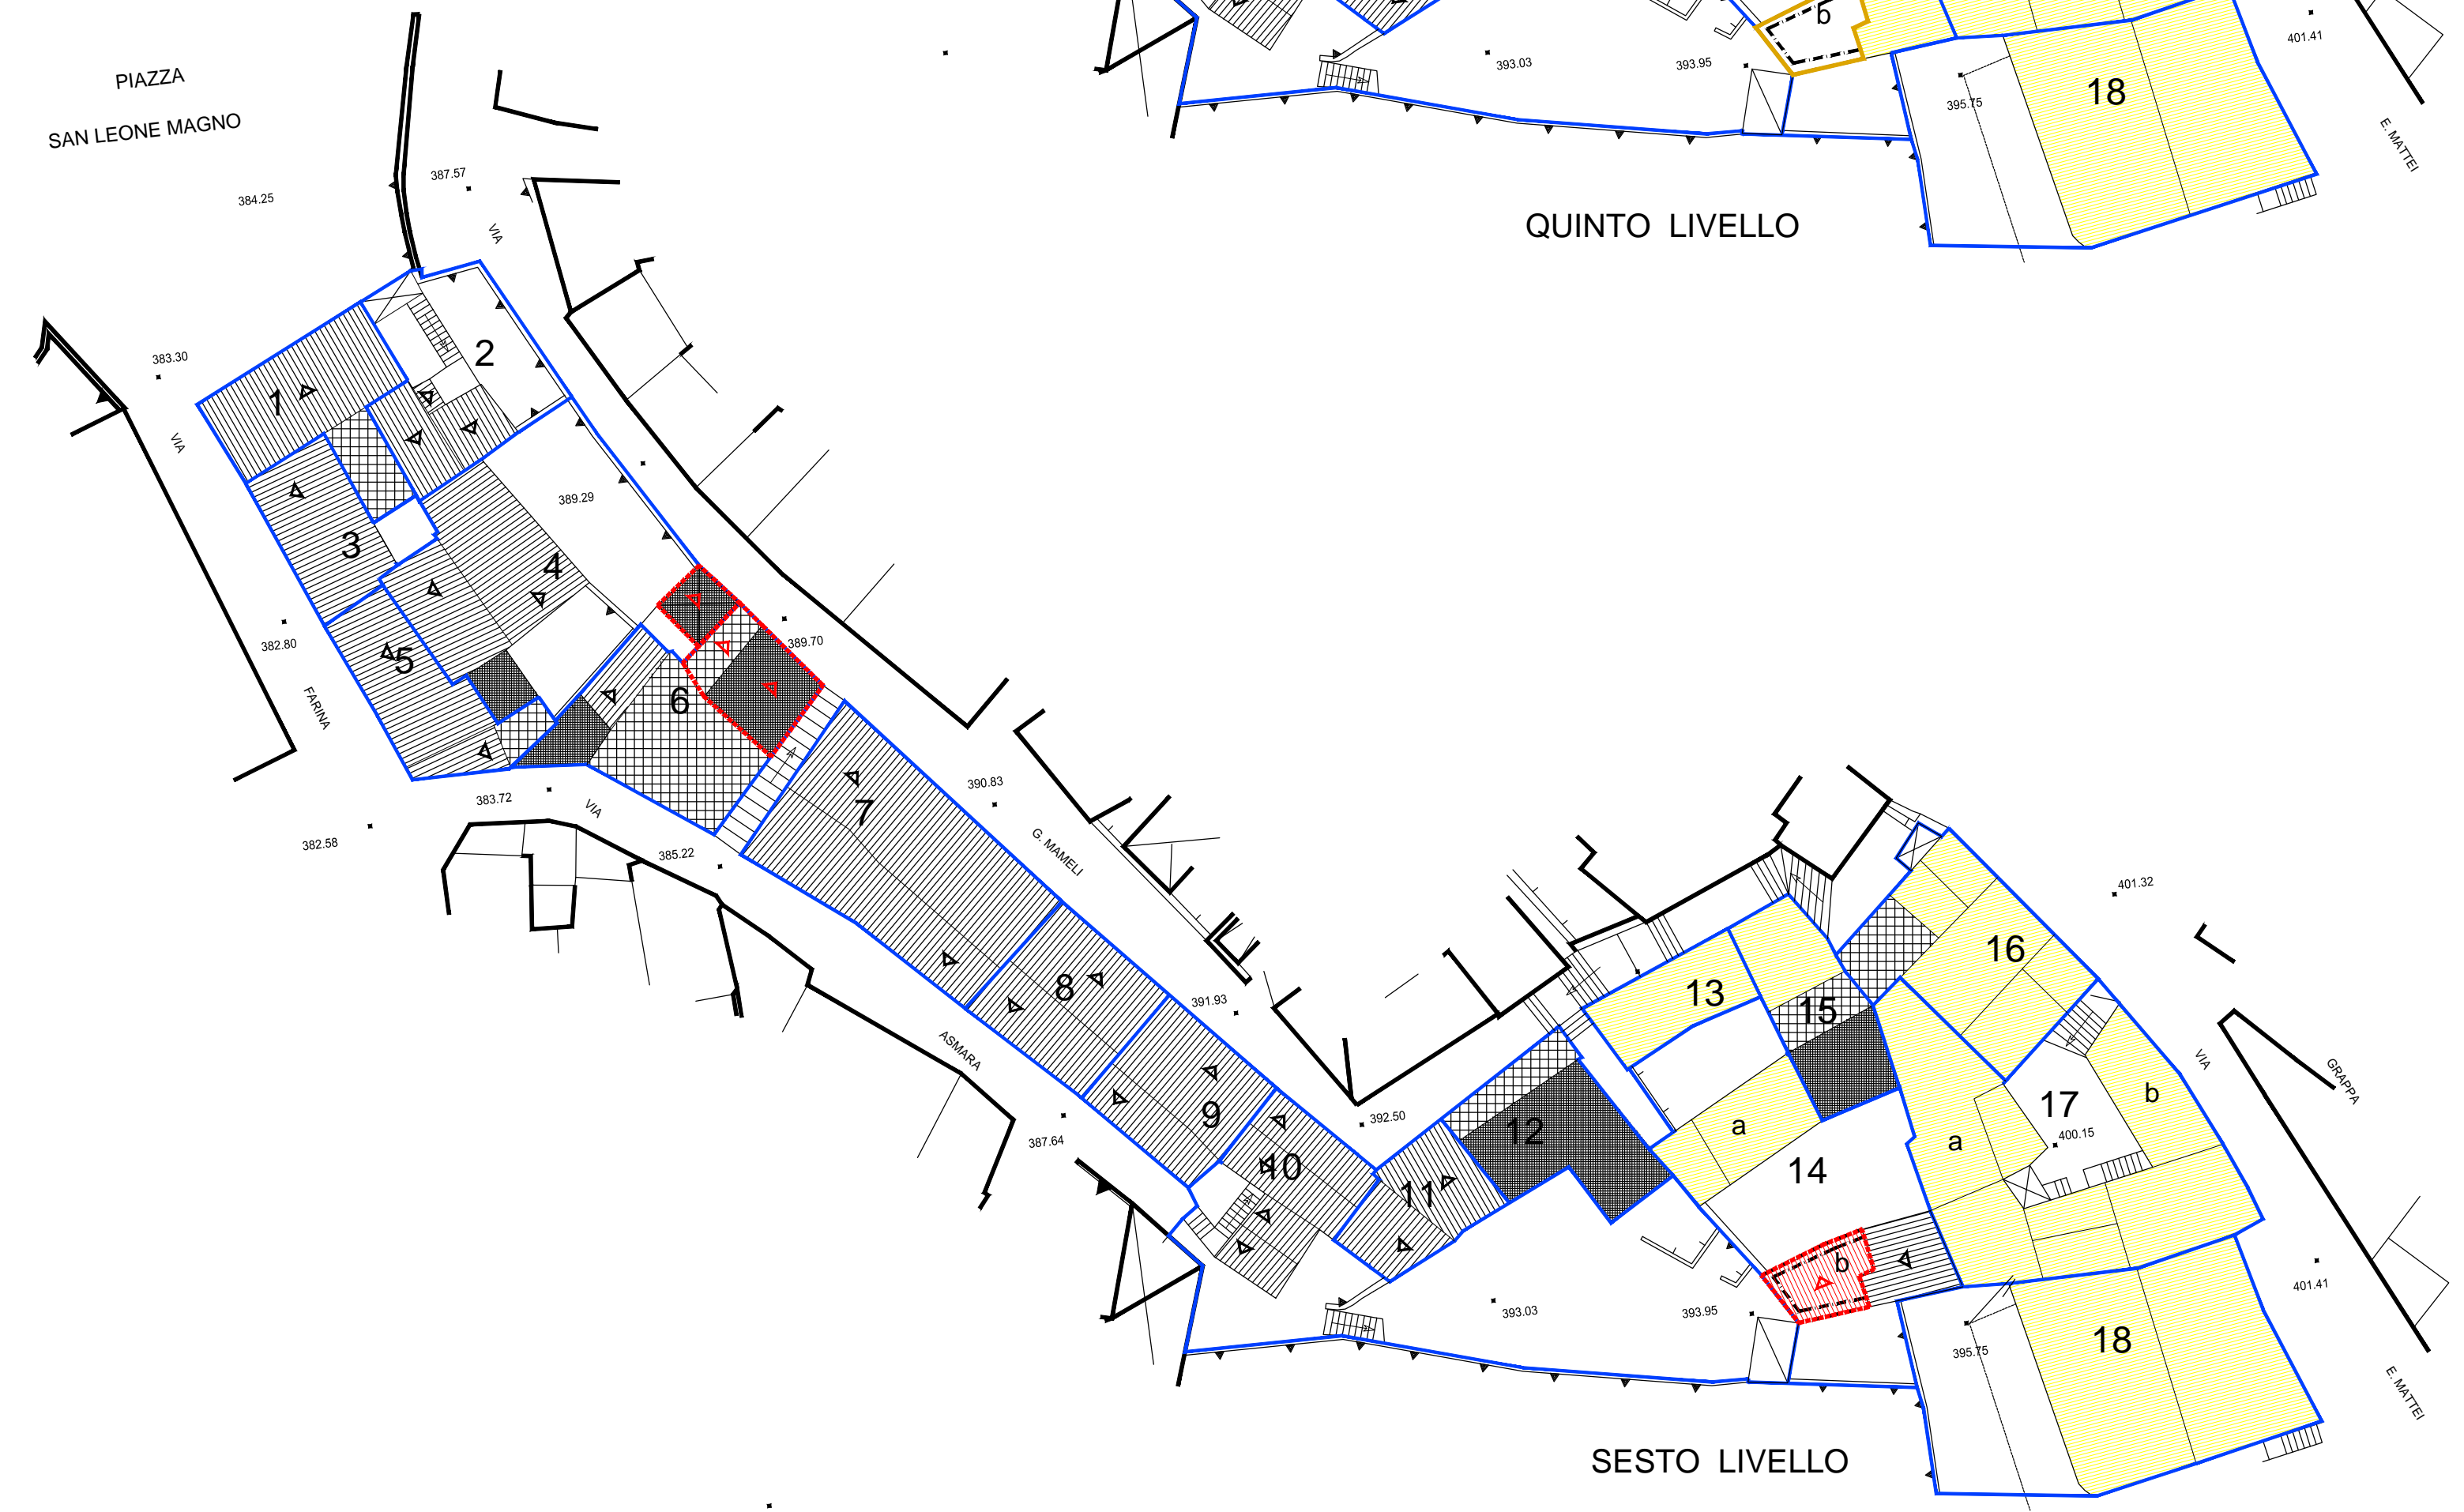 b
401.41
393.03
393.95
PIAZZA
18
395.75
SAN LEONE MAGNO
E. MATTEI
387.57
384.25
VIA
QUINTO LIVELLO
2
383.30
1
VIA
389.29
3
4
382.80
389.70
5
6
FARINA
390.83
383.72
VIA
7
382.58
G. MAMELI
385.22
401.32
16
8
13
391.93
15
ASMARA
VIA
GRAPPA
b
17
9
392.50
12
a
400.15
387.64
a
10
14
11
b
401.41
393.03
393.95
18
395.75
E. MATTEI
SESTO LIVELLO